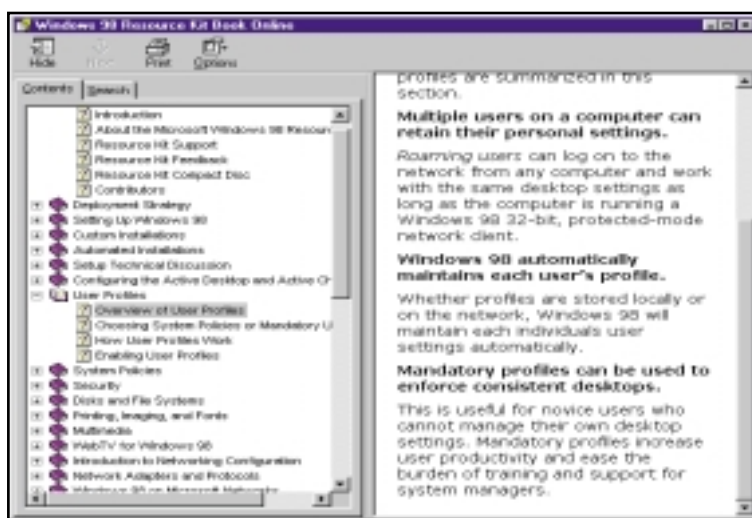 Windows 98 Resource Kit Book Online
Hide
Print
Options
Contents
Search
Introduction
About the Microsoft Windows 98 Resour
Resource Kit Support
Resource Kit Feedback
Resource Kit Compact Disc
Contributors
Deployment Strategy
Setting Up Windows 98
Custom Installations
Automated Installations
Setup Technical Discussion
Configuring the Active Desktop and Active Ch
User Profiles
Overview of User Profiles
Choosing System Policies or Mandatory U
How User Profiles Work
Enabling User Profiles
System Policies
Security
Disks and File Systems
Printing, Imaging, and Fonts
Multimedia
WebTV for Windows 98
Introduction to Networking Configuration
Network Adapters and Protocols
Windows 98 on Microsoft Networks
profiles are summarized in this
section.
Multiple users on a computer can
retain their personal settings.
Roaming users can log on to the
network from any computer and work
with the same desktop settings as
long as the computer is running a
Windows 98 32-bit, protected-mode
network client.
Windows 98 automatically
maintains each user's profile.
Whether profiles are stored locally or
on the network, Windows 98 will
maintain each individuals user
settings automatically.
Mandatory profiles can be used to
enforce consistent desktops.
This is useful for novice users who
cannot manage their own desktop
settings. Mandatory profiles increase
user productivity and ease the
burden of training and support for
system managers.